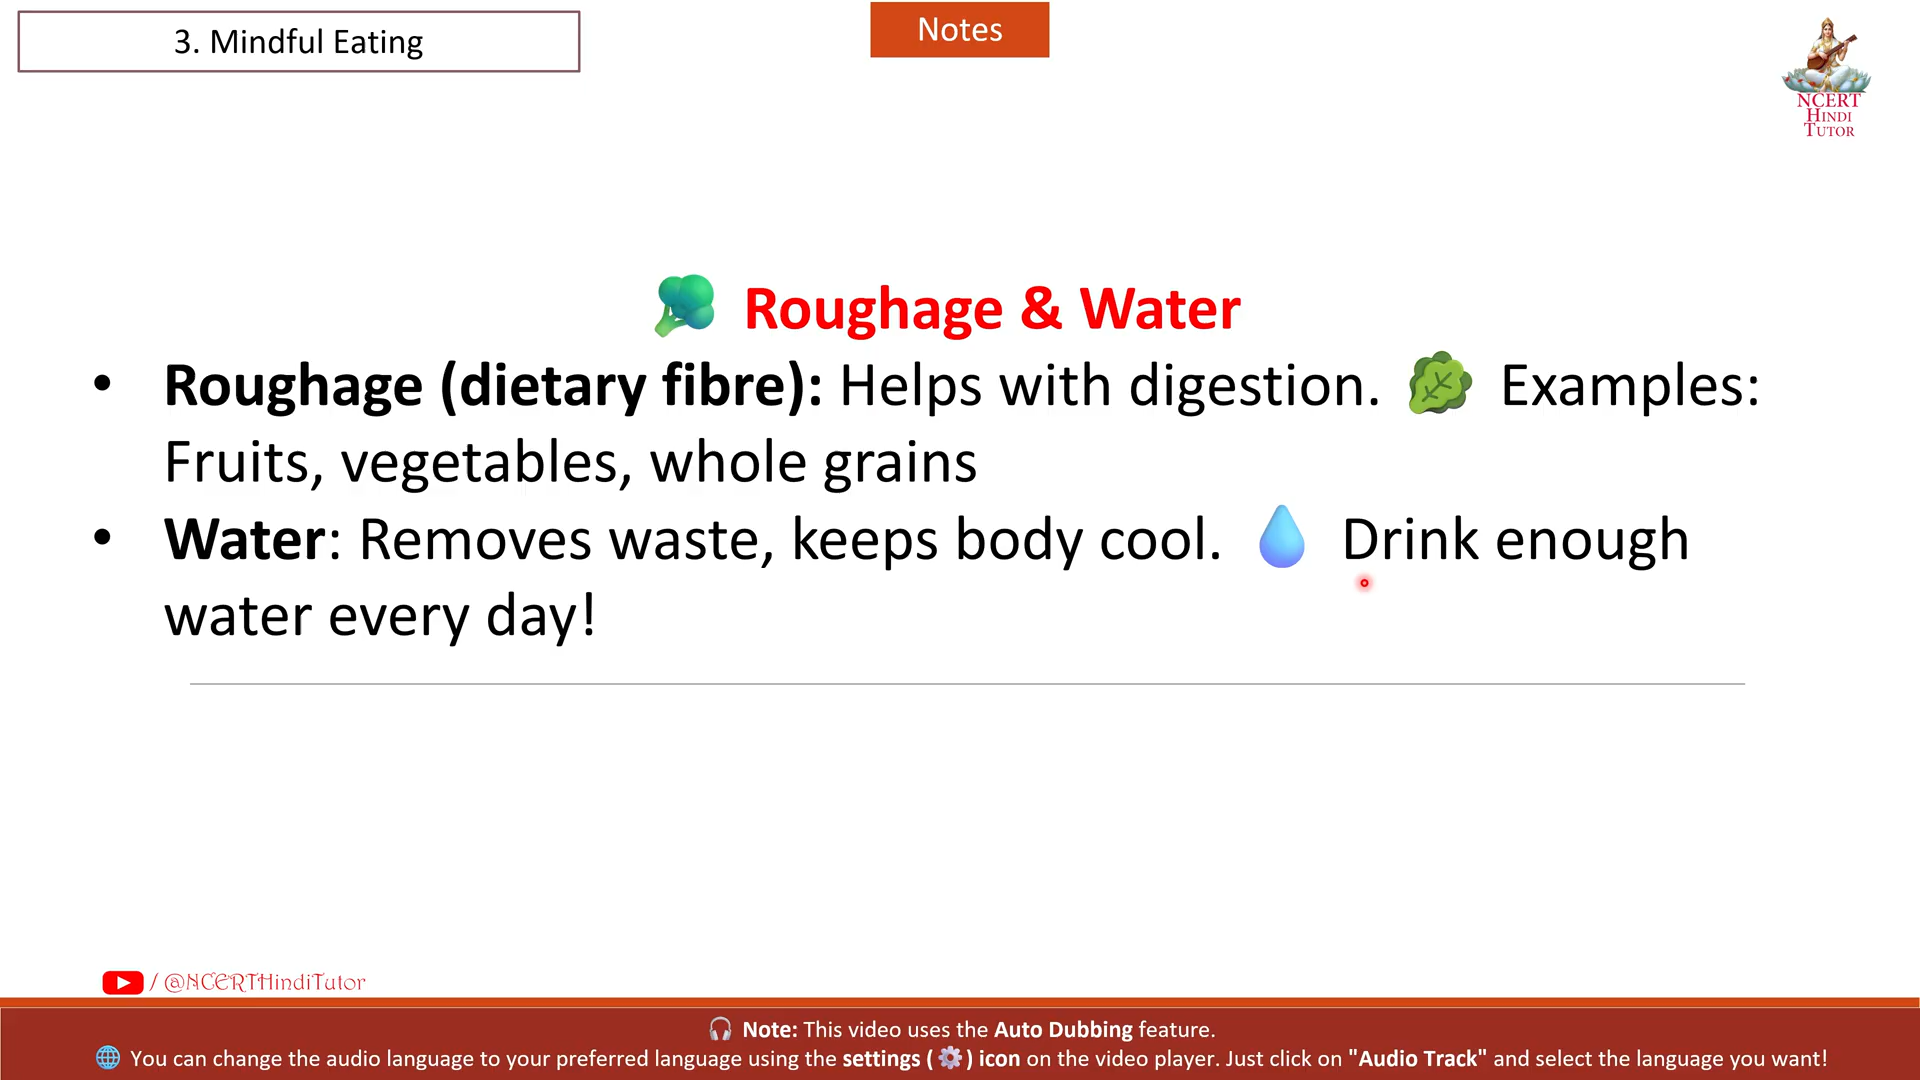 3. Mindful Eating
Notes
NCERT
HINDI
TUTOR
Roughage & Water
• Roughage (dietary fibre): Helps with digestion. Examples:
Fruits, vegetables, whole grains
• Water: Removes waste, keeps body cool. Drink enough
water every day!
/ @NCERTHindiTutor
Note: This video uses the Auto Dubbing feature.
You can change the audio language to your preferred language using the settings ( ) icon on the video player. Just click on "Audio Track" and select the language you want!